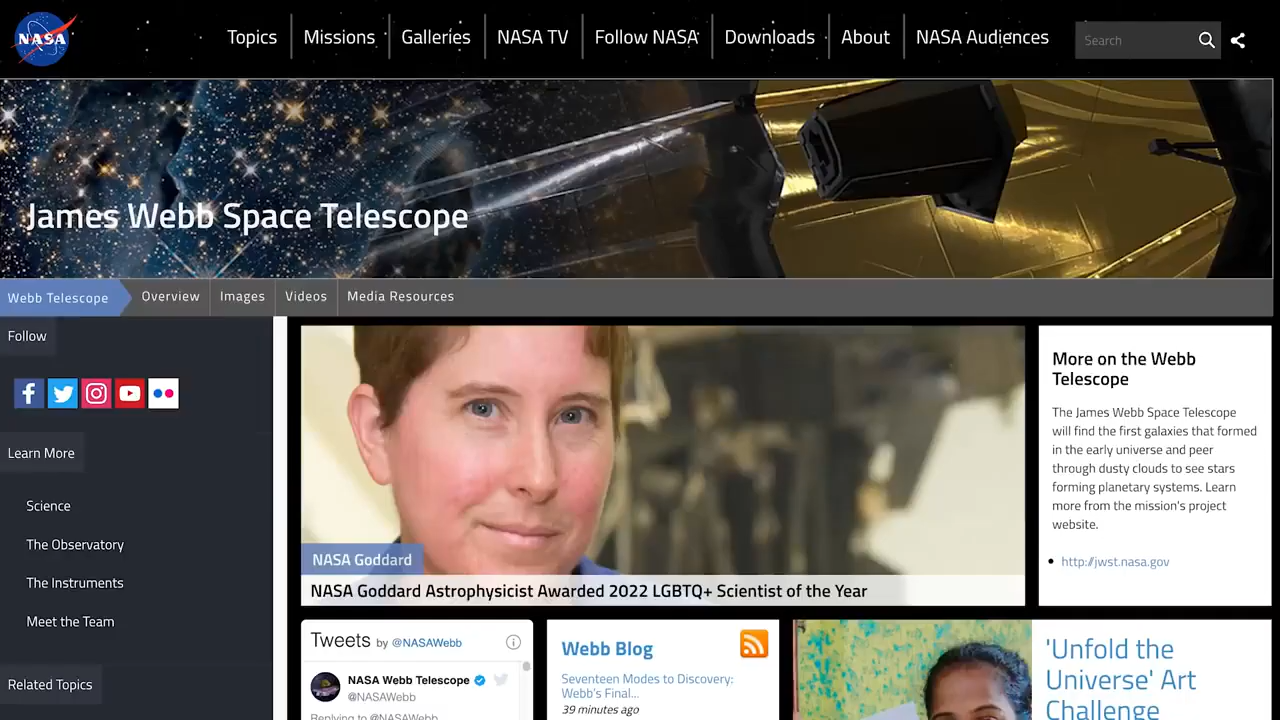 NASA
Topics
Missions
Galleries
NASA TV
Follow NASA
Downloads
About
NASA Audiences
Search
James Webb Space Telescope
Webb Telescope
Overview
Images
Videos
Media Resources
Follow
Learn More
Science
The Observatory
The Instruments
Meet the Team
Related Topics
NASA Goddard
NASA Goddard Astrophysicist Awarded 2022 LGBTQ+ Scientist of the Year
More on the Webb
Telescope
The James Webb Space Telescope
will find the first galaxies that formed
in the early universe and peer
through dusty clouds to see stars
forming planetary systems. Learn
more from the mission's project
website.
http://jwst.nasa.gov
Tweets by @NASAWebb
NASA Webb Telescope
@NASAWebb
Replying to @NASAWebb
Webb Blog
Seventeen Modes to Discovery:
Webb's Final...
39 minutes ago
'Unfold the
Universe' Art
Challenge